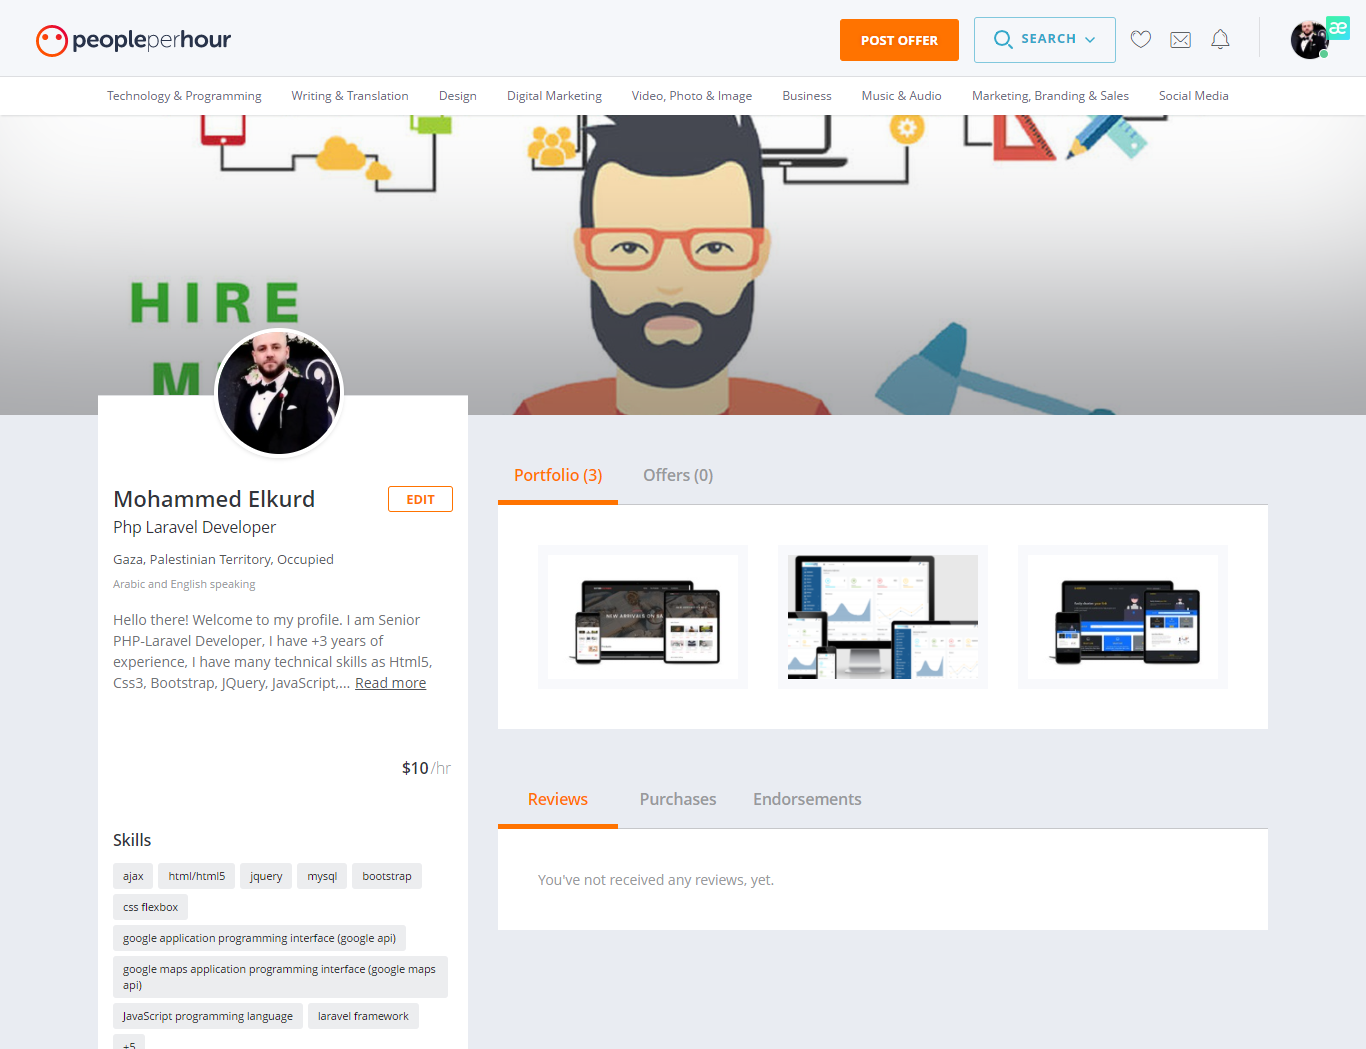 peopleperhour
POST OFFER
SEARCH
æ
Technology & Programming
Writing & Translation
Design
Digital Marketing
Video, Photo & Image
Business
Music & Audio
Marketing, Branding & Sales
Social Media
HIRE
M
Mohammed Elkurd
EDIT
Php Laravel Developer
Gaza, Palestinian Territory, Occupied
Arabic and English speaking
Hello there! Welcome to my profile. I am Senior
PHP-Laravel Developer, I have +3 years of
experience, I have many technical skills as Html5,
Css3, Bootstrap, JQuery, JavaScript,... Read more
$10/hr
Skills
ajax
html/html5
jquery
mysql
bootstrap
css flexbox
google application programming interface (google api)
google maps application programming interface (google maps
api)
JavaScript programming language
laravel framework
+5
Portfolio (3)
Offers (0)
NEW ARRIVALS ON SA
Reviews
Purchases
Endorsements
You've not received any reviews, yet.